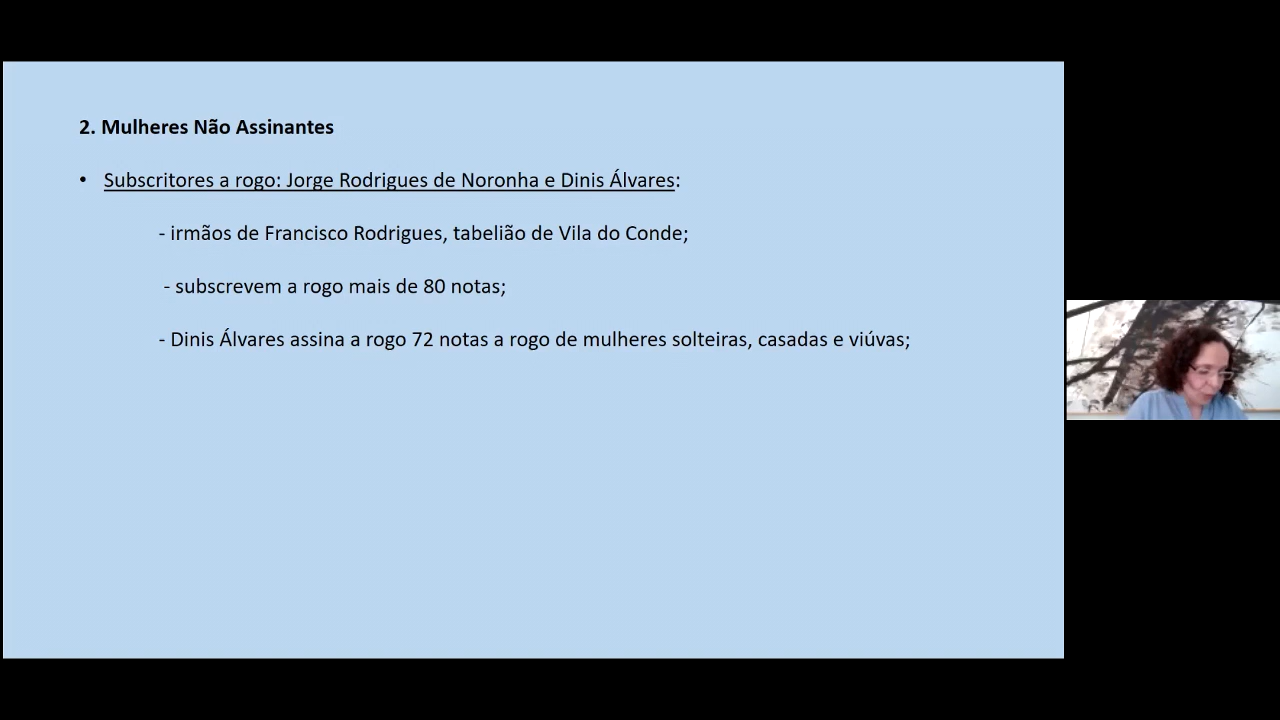 2. Mulheres Não Assinantes
• Subscritores a rogo: Jorge Rodrigues de Noronha e Dinis Álvares:
- irmãos de Francisco Rodrigues, tabelião de Vila do Conde;
- subscrevem a rogo mais de 80 notas;
- Dinis Álvares assina a rogo 72 notas a rogo de mulheres solteiras, casadas e viúvas;